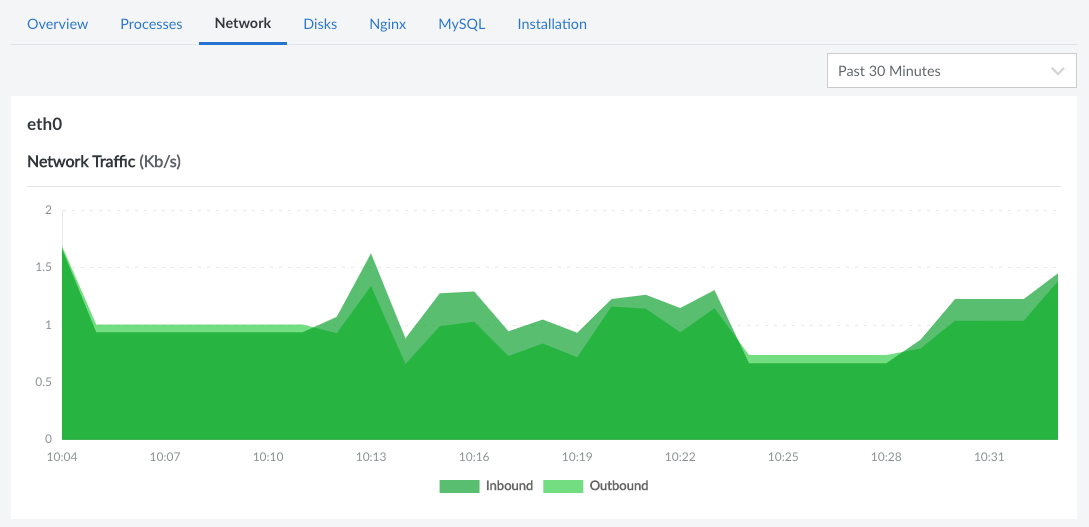 Overview Processes Network Disks Nginx MySQL Installation
Past 30 Minutes
eth0
Network Traffic (Kb/s)
2
1.5
1
0.5
0
10:04 10:07 10:10 10:13 10:16 10:19 10:22 10:25 10:28 10:31
Inbound Outbound